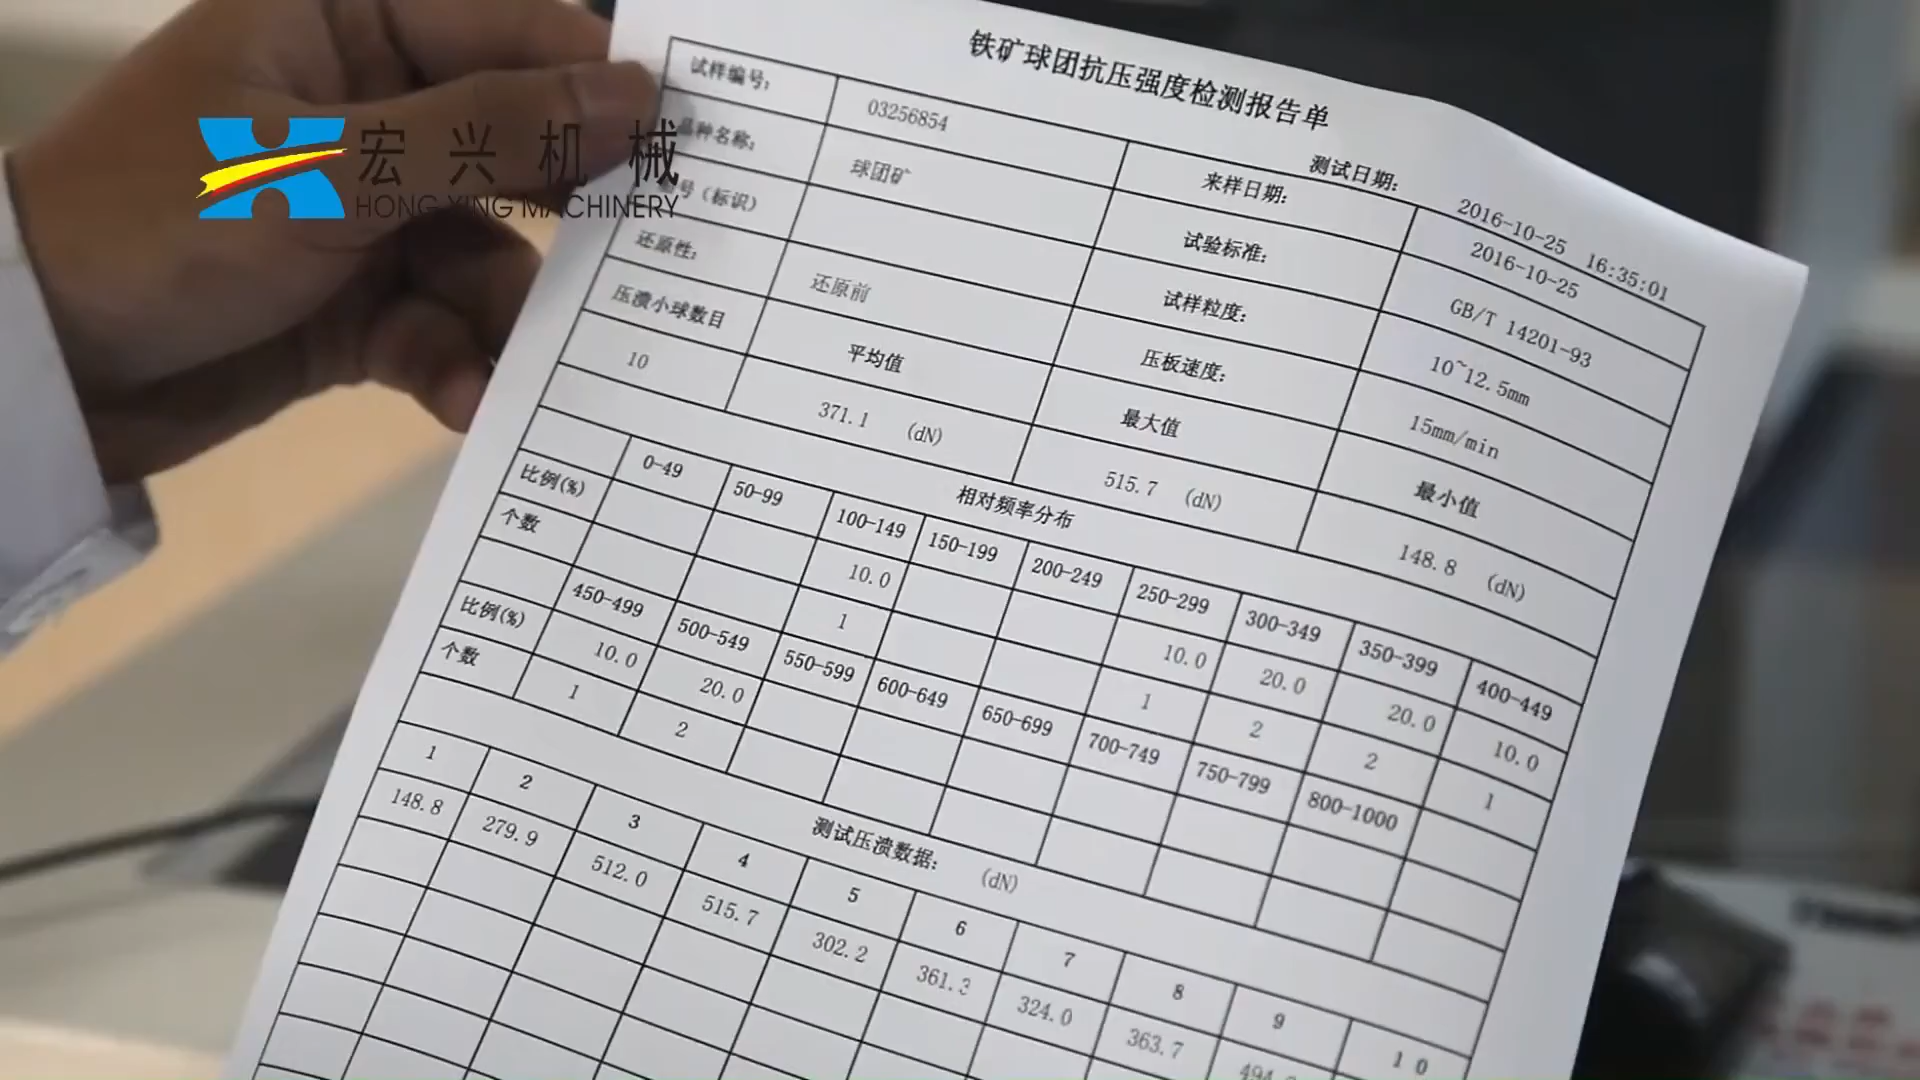 宏兴机械
HONG XING MACHINERY
铁矿球团抗压强度检测报告单
测试日期: 2016-10-25 16:35:01
试样编号: 03256854 来样日期: 2016-10-25
品种名称: 球团矿 试验标准: GB/T 14201-93
号(标识) 试样粒度: 10~12.5mm
还原性: 还原前 压板速度: 15mm/min
压溃小球数目 平均值 最大值 最小值
10 371.1 (dN) 515.7 (dN) 148.8 (dN)
相对频率分布
0-49 50-99 100-149 150-199 200-249 250-299 300-349 350-399 400-449
比例(%) 10.0 10.0 20.0 20.0 10.0
个数 1 1 2 2 1
450-499 500-549 550-599 600-649 650-699 700-749 750-799 800-1000
比例(%) 10.0 20.0
个数 1 2
测试压溃数据: (dN)
1 2 3 4 5 6 7 8 9 10
148.8 279.9 512.0 515.7 302.2 361.3 324.0 363.7